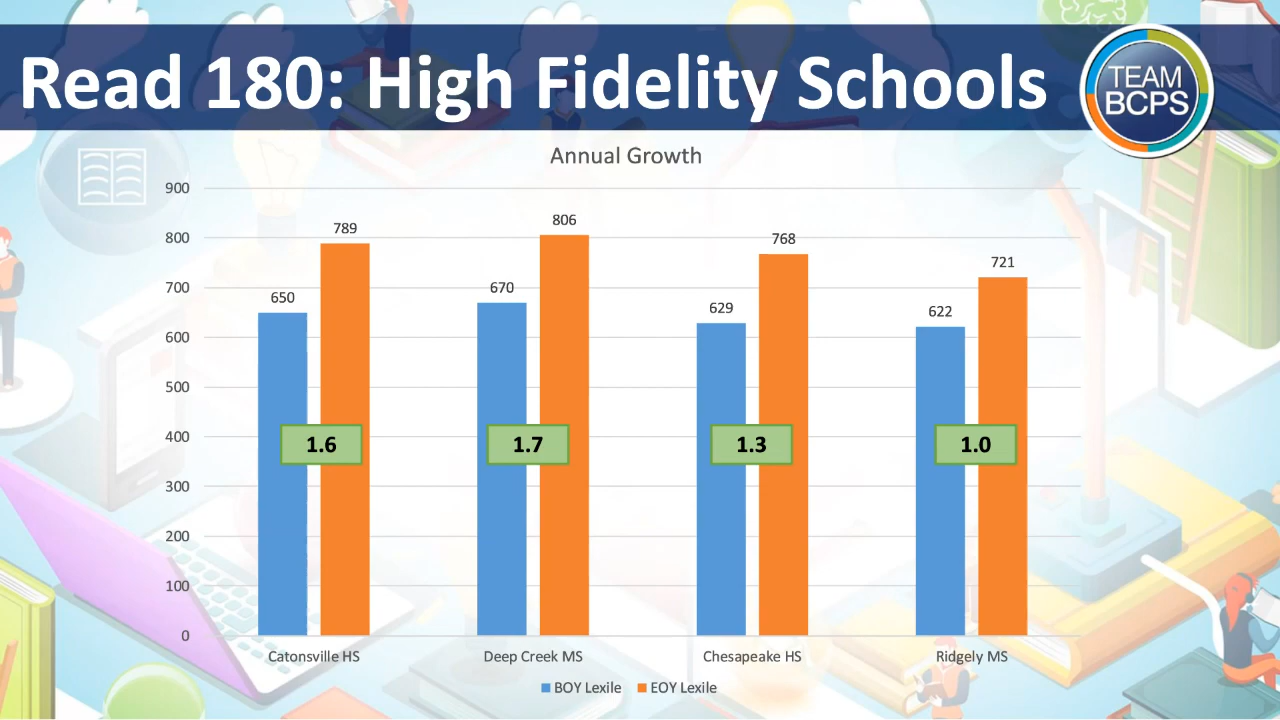 Read 180: High Fidelity Schools
TEAM
BCPS
Annual Growth
900
800
700
600
500
400
300
200
100
0
650
789
670
806
629
768
622
721
1.6
1.7
1.3
1.0
Catonsville HS
Deep Creek MS
Chesapeake HS
Ridgely MS
BOY Lexile
EOY Lexile